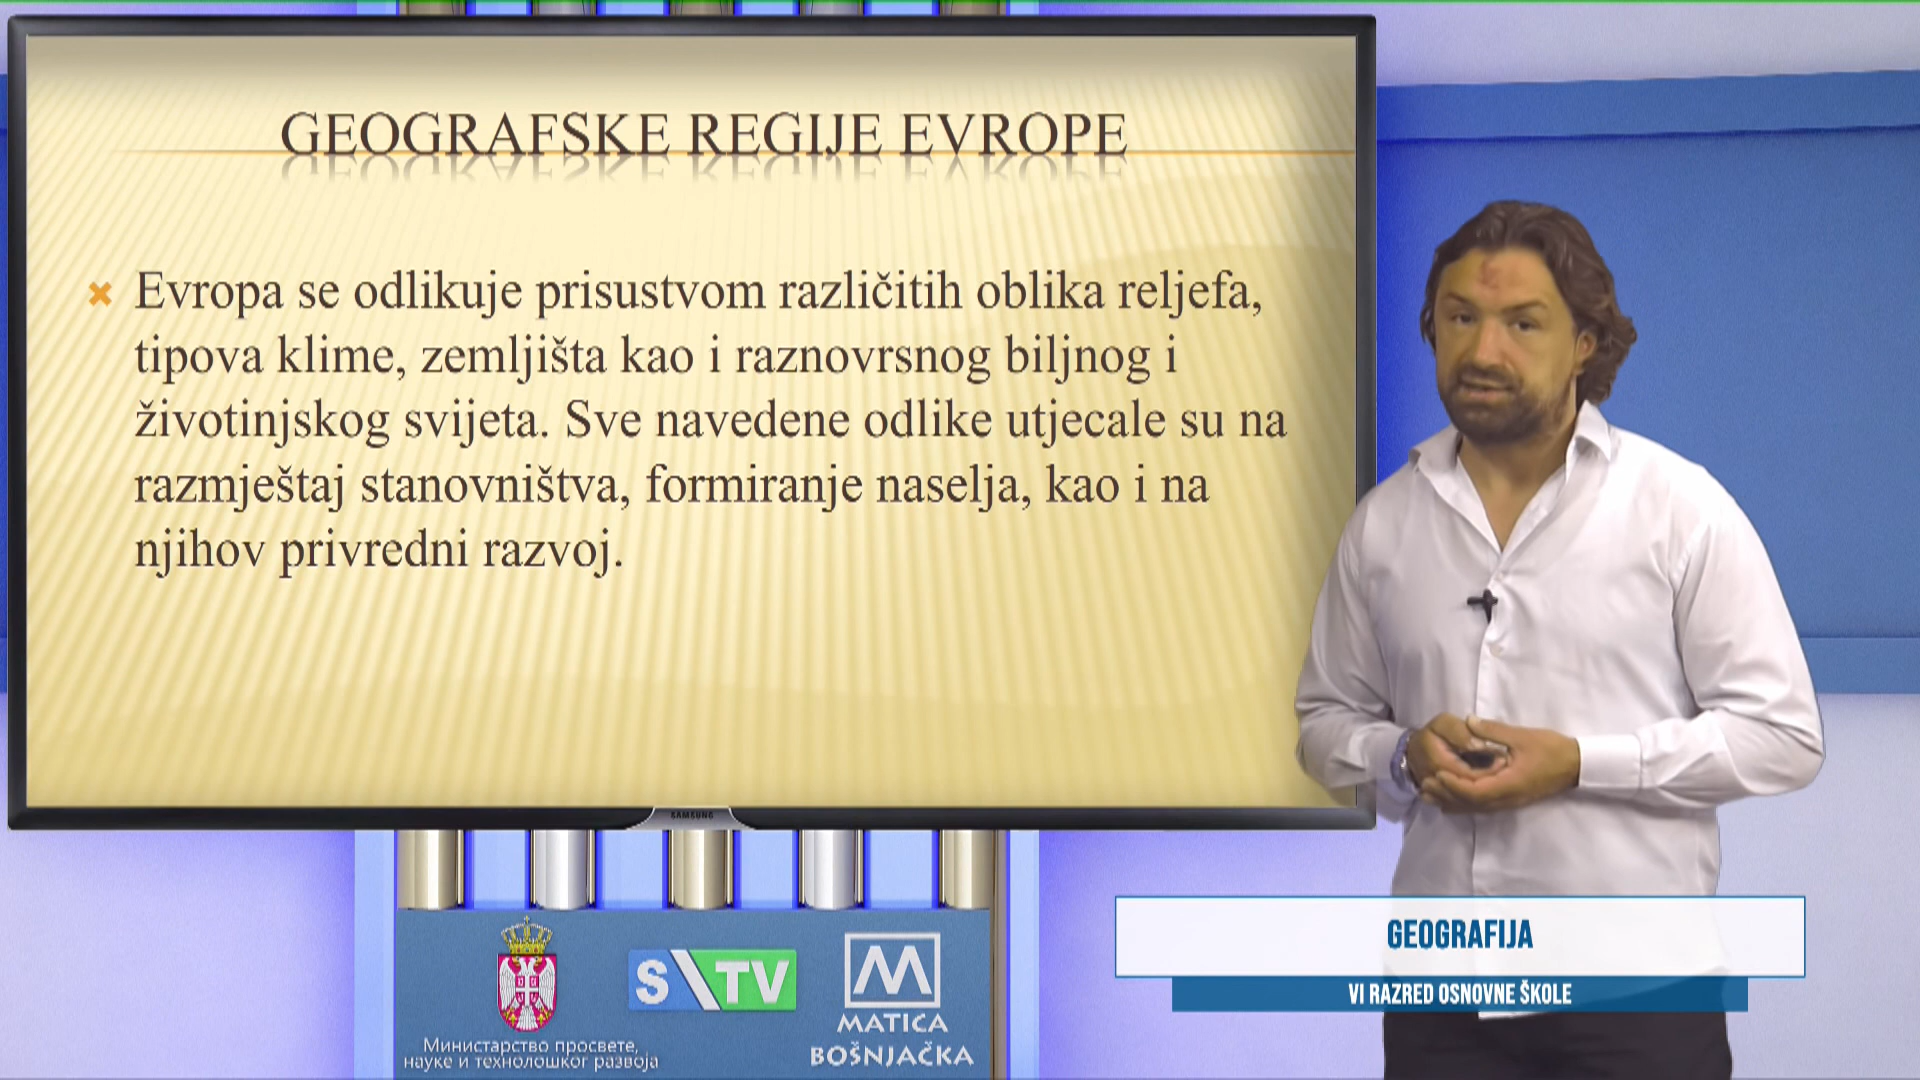 GEOGRAFSKE REGIJE EVROPE
Evropa se odlikuje prisustvom različitih oblika reljefa,
tipova klime, zemljišta kao i raznovrsnog biljnog i
životinjskog svijeta. Sve navedene odlike utjecale su na
razmještaj stanovništva, formiranje naselja, kao i na
njihov privredni razvoj.
SAMSUNG
GEOGRAFIJA
VI RAZRED OSNOVNE ŠKOLE
S TV
M
MATICA
BOŠNJAČKA
Министарство просвете,
науке и технолошког развоја